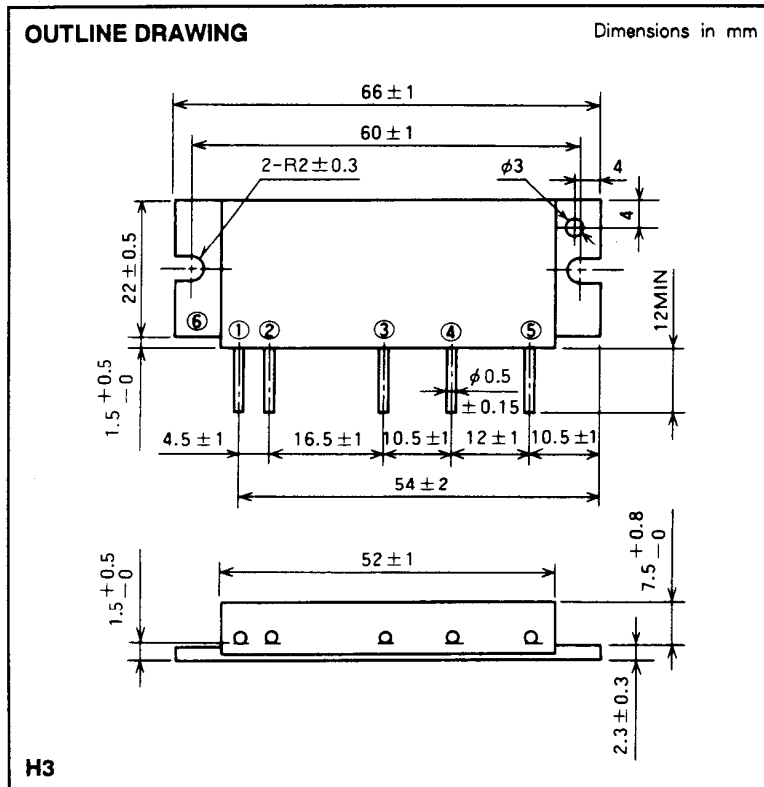 OUTLINE DRAWING
Dimensions in mm
66±1
60±1
2-R2±0.3
φ3
4
4
22±0.5
12MIN
⑥
①
②
③
④
⑤
1.5 +0.5 −0
φ0.5
±0.15
4.5±1
16.5±1
10.5±1
12±1
10.5±1
54±2
52±1
1.5 +0.5 −0
7.5 +0.8 −0
2.3±0.3
H3